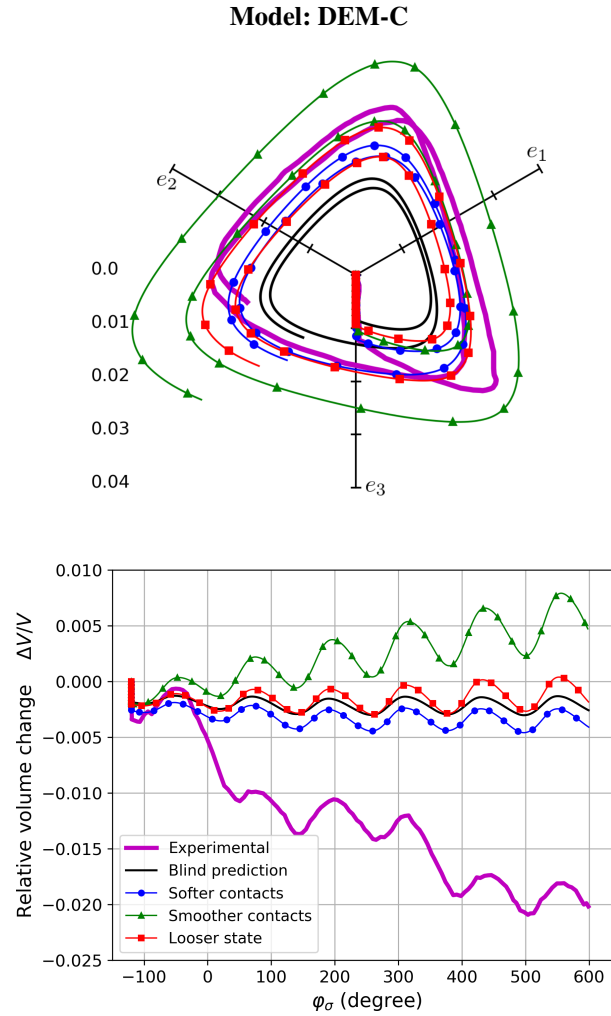 Model: DEM-C
e1
e2
0.0
0.01
0.02
0.03
0.04
e3
0.010
0.005
0.000
−0.005
−0.010
−0.015
−0.020
−0.025
Relative volume change ΔV/V
Experimental
Blind prediction
Softer contacts
Smoother contacts
Looser state
−100 0 100 200 300 400 500 600
φσ (degree)